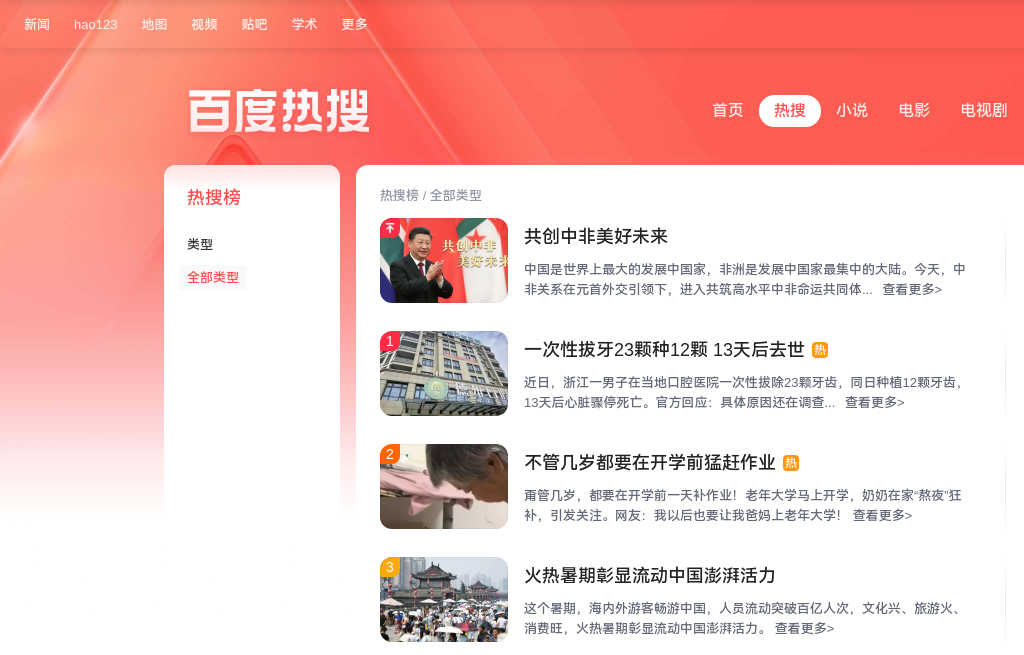 新闻 hao123 地图 视频 贴吧 学术 更多
百度热搜
首页 热搜 小说 电影 电视剧
热搜榜
类型
全部类型
热搜榜 / 全部类型
共创中非
美好未来
共创中非美好未来
中国是世界上最大的发展中国家，非洲是发展中国家最集中的大陆。今天，中
非关系在元首外交引领下，进入共筑高水平中非命运共同体... 查看更多>
1
一次性拔牙23颗种12颗 13天后去世 热
近日，浙江一男子在当地口腔医院一次性拔除23颗牙齿，同日种植12颗牙齿，
13天后心脏骤停死亡。官方回应：具体原因还在调查... 查看更多>
2
不管几岁都要在开学前猛赶作业 热
甭管几岁，都要在开学前一天补作业！老年大学马上开学，奶奶在家“熬夜”狂
补，引发关注。网友：我以后也要让我爸妈上老年大学！ 查看更多>
3
火热暑期彰显流动中国澎湃活力
这个暑期，海内外游客畅游中国，人员流动突破百亿人次，文化兴、旅游火、
消费旺，火热暑期彰显流动中国澎湃活力。 查看更多>